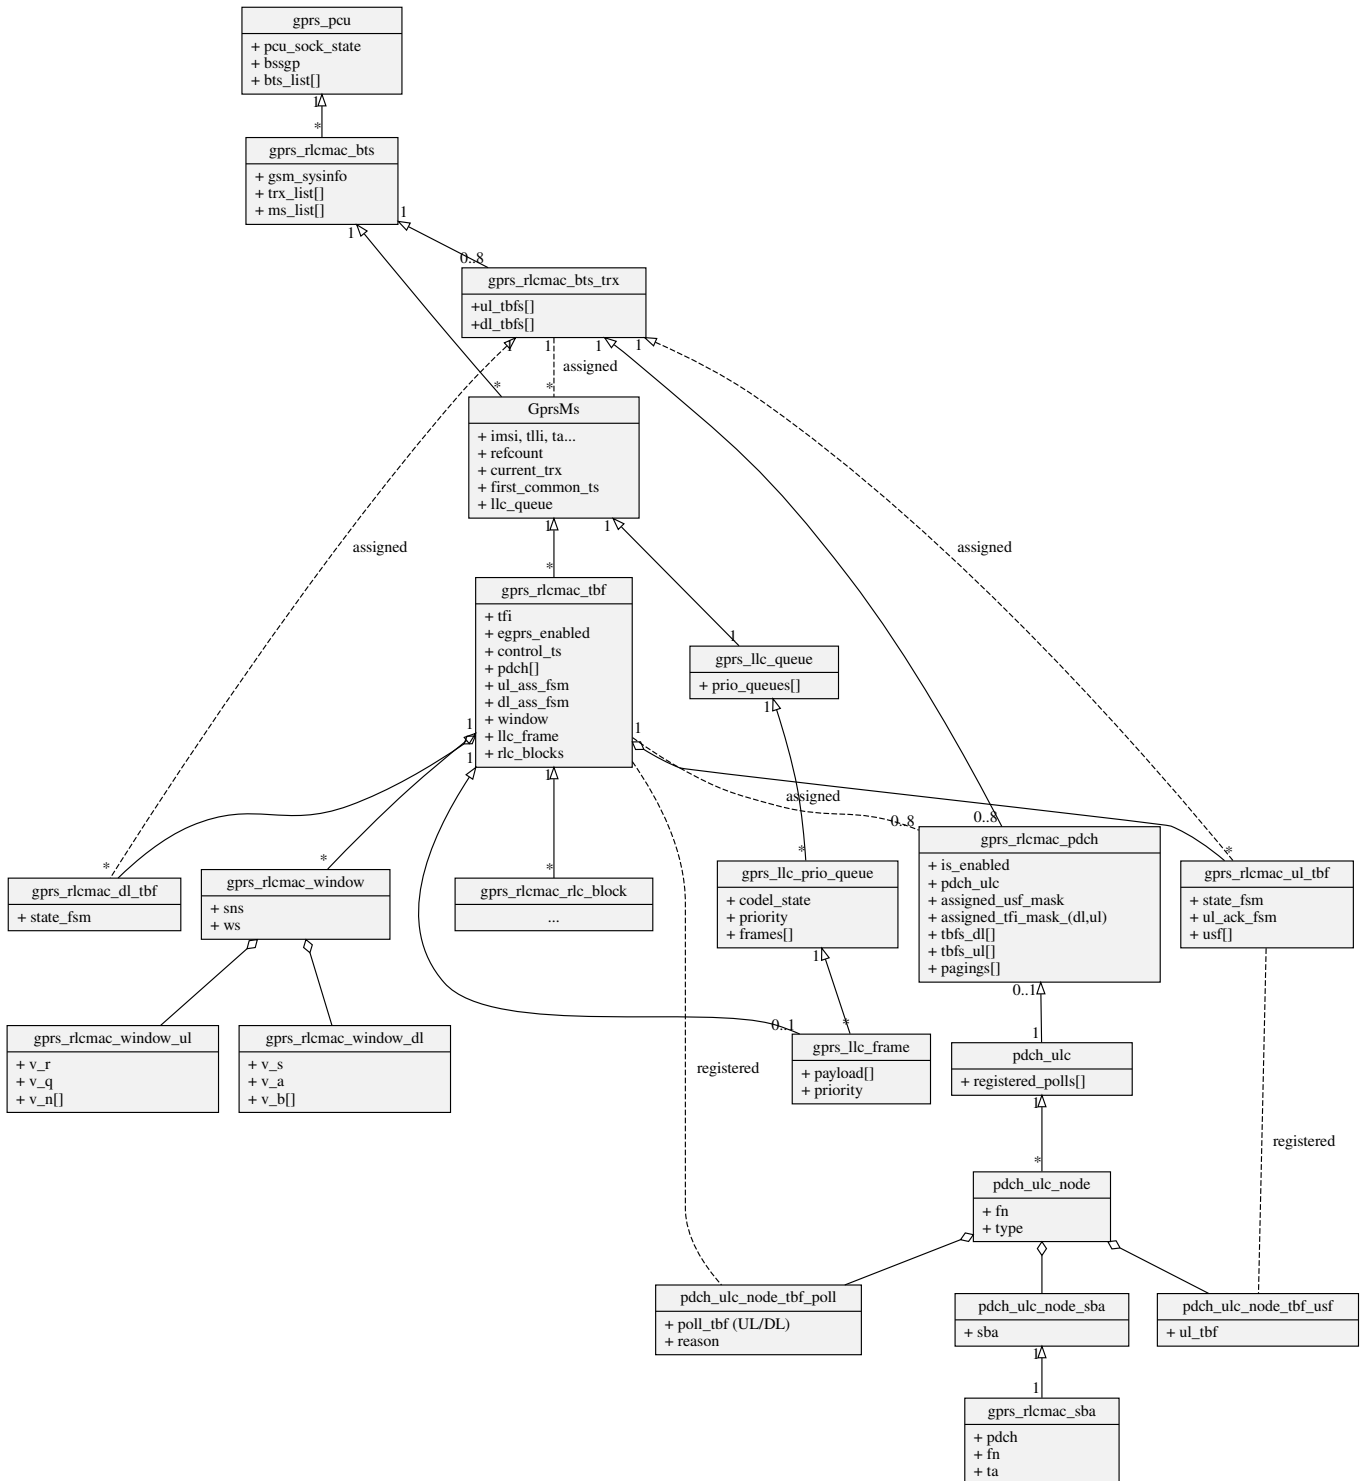 gprs_pcu
+ pcu_sock_state
+ bssgp
+ bts_list[]
1
*
gprs_rlcmac_bts
+ gsm_sysinfo
+ trx_list[]
+ ms_list[]
1
1
0..8
gprs_rlcmac_bts_trx
+ul_tbfs[]
+dl_tbfs[]
1
1
1
1
assigned
*
*
GprsMs
+ imsi, tlli, ta...
+ refcount
+ current_trx
+ first_common_ts
+ llc_queue
1
1
assigned
assigned
*
gprs_rlcmac_tbf
+ tfi
+ egprs_enabled
+ control_ts
+ pdch[]
+ ul_ass_fsm
+ dl_ass_fsm
+ window
+ llc_frame
+ rlc_blocks
1
gprs_llc_queue
+ prio_queues[]
1
1
1
1
1
assigned
0..8
0..8
*
*
*
*
*
gprs_rlcmac_dl_tbf
+ state_fsm
gprs_rlcmac_window
+ sns
+ ws
gprs_rlcmac_rlc_block
...
gprs_llc_prio_queue
+ codel_state
+ priority
+ frames[]
1
gprs_rlcmac_pdch
+ is_enabled
+ pdch_ulc
+ assigned_usf_mask
+ assigned_tfi_mask_(dl,ul)
+ tbfs_dl[]
+ tbfs_ul[]
+ pagings[]
0..1
gprs_rlcmac_ul_tbf
+ state_fsm
+ ul_ack_fsm
+ usf[]
gprs_rlcmac_window_ul
+ v_r
+ v_q
+ v_n[]
gprs_rlcmac_window_dl
+ v_s
+ v_a
+ v_b[]
0..1
*
gprs_llc_frame
+ payload[]
+ priority
1
pdch_ulc
+ registered_polls[]
1
registered
registered
*
pdch_ulc_node
+ fn
+ type
pdch_ulc_node_tbf_poll
+ poll_tbf (UL/DL)
+ reason
pdch_ulc_node_sba
+ sba
1
pdch_ulc_node_tbf_usf
+ ul_tbf
1
gprs_rlcmac_sba
+ pdch
+ fn
+ ta